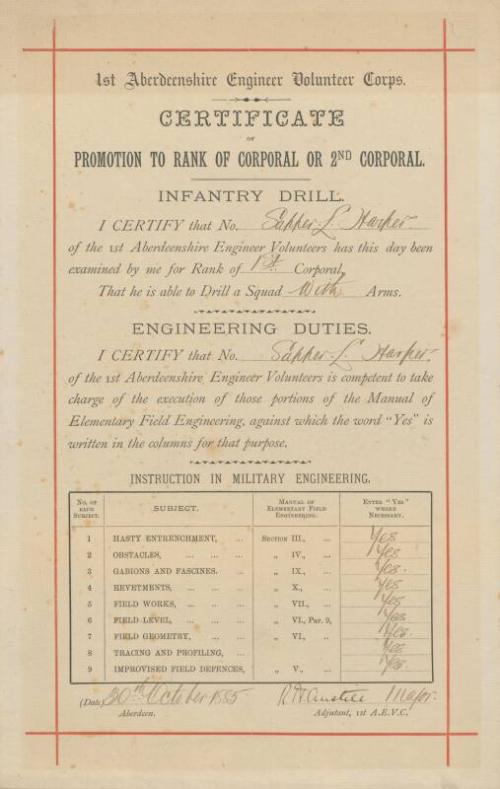 1st Aberdeenshire Engineer Volunteer Corps.
CERTIFICATE
OF
PROMOTION TO RANK OF CORPORAL OR 2ND CORPORAL.
INFANTRY DRILL.
I CERTIFY that No. Sapper L. Harper.
of the 1st Aberdeenshire Engineer Volunteers has this day been
examined by me for Rank of 1st. Corporal,
That he is able to Drill a Squad With Arms.
ENGINEERING DUTIES.
I CERTIFY that No. Sapper L. Harper.
of the 1st Aberdeenshire Engineer Volunteers is competent to take
charge of the execution of those portions of the Manual of
Elementary Field Engineering, against which the word "Yes" is
written in the columns for that purpose.
INSTRUCTION IN MILITARY ENGINEERING.
No. of each Subject. SUBJECT. Manual of Elementary Field Engineering. Enter "Yes" where Necessary.
1 HASTY ENTRENCHMENT, ... Section III., ... Yes
2 OBSTACLES, ... ... ... „ IV., ... Yes
3 GABIONS AND FASCINES. ... „ IX., ... Yes.
4 REVETMENTS, ... ... ... „ X., ... Yes
5 FIELD WORKS, ... ... ... „ VII., ... Yes
6 FIELD LEVEL, ... ... ... „ VI., Par. 9, Yes
7 FIELD GEOMETRY, ... ... „ VI., .. Yes.
8 TRACING AND PROFILING, ... Yes
9 IMPROVISED FIELD DEFENCES, „ V., ... Yes.
(Date) 20th October 1885 Major.
Aberdeen. Adjutant, 1st A.E.V.C.